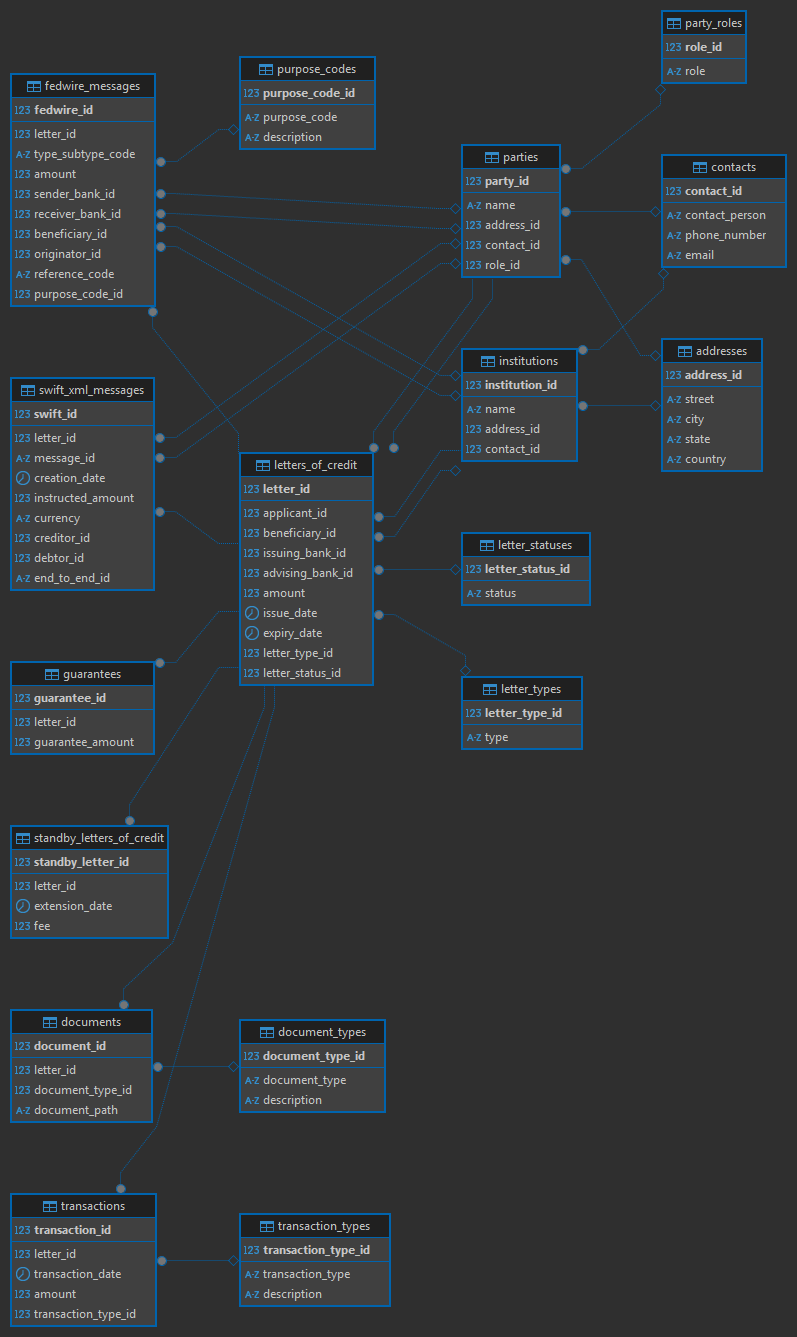 party_roles
123 role_id
A-Z role
fedwire_messages
123 fedwire_id
123 letter_id
A-Z type_subtype_code
123 amount
123 sender_bank_id
123 receiver_bank_id
123 beneficiary_id
123 originator_id
A-Z reference_code
123 purpose_code_id
purpose_codes
123 purpose_code_id
A-Z purpose_code
A-Z description
parties
123 party_id
A-Z name
123 address_id
123 contact_id
123 role_id
contacts
123 contact_id
A-Z contact_person
A-Z phone_number
A-Z email
institutions
123 institution_id
A-Z name
123 address_id
123 contact_id
addresses
123 address_id
A-Z street
A-Z city
A-Z state
A-Z country
swift_xml_messages
123 swift_id
123 letter_id
A-Z message_id
creation_date
123 instructed_amount
A-Z currency
123 creditor_id
123 debtor_id
A-Z end_to_end_id
letters_of_credit
123 letter_id
123 applicant_id
123 beneficiary_id
123 issuing_bank_id
123 advising_bank_id
123 amount
issue_date
expiry_date
123 letter_type_id
123 letter_status_id
letter_statuses
123 letter_status_id
A-Z status
guarantees
123 guarantee_id
123 letter_id
123 guarantee_amount
letter_types
123 letter_type_id
A-Z type
standby_letters_of_credit
123 standby_letter_id
123 letter_id
extension_date
123 fee
documents
123 document_id
123 letter_id
123 document_type_id
A-Z document_path
document_types
123 document_type_id
A-Z document_type
A-Z description
transactions
123 transaction_id
123 letter_id
transaction_date
123 amount
123 transaction_type_id
transaction_types
123 transaction_type_id
A-Z transaction_type
A-Z description